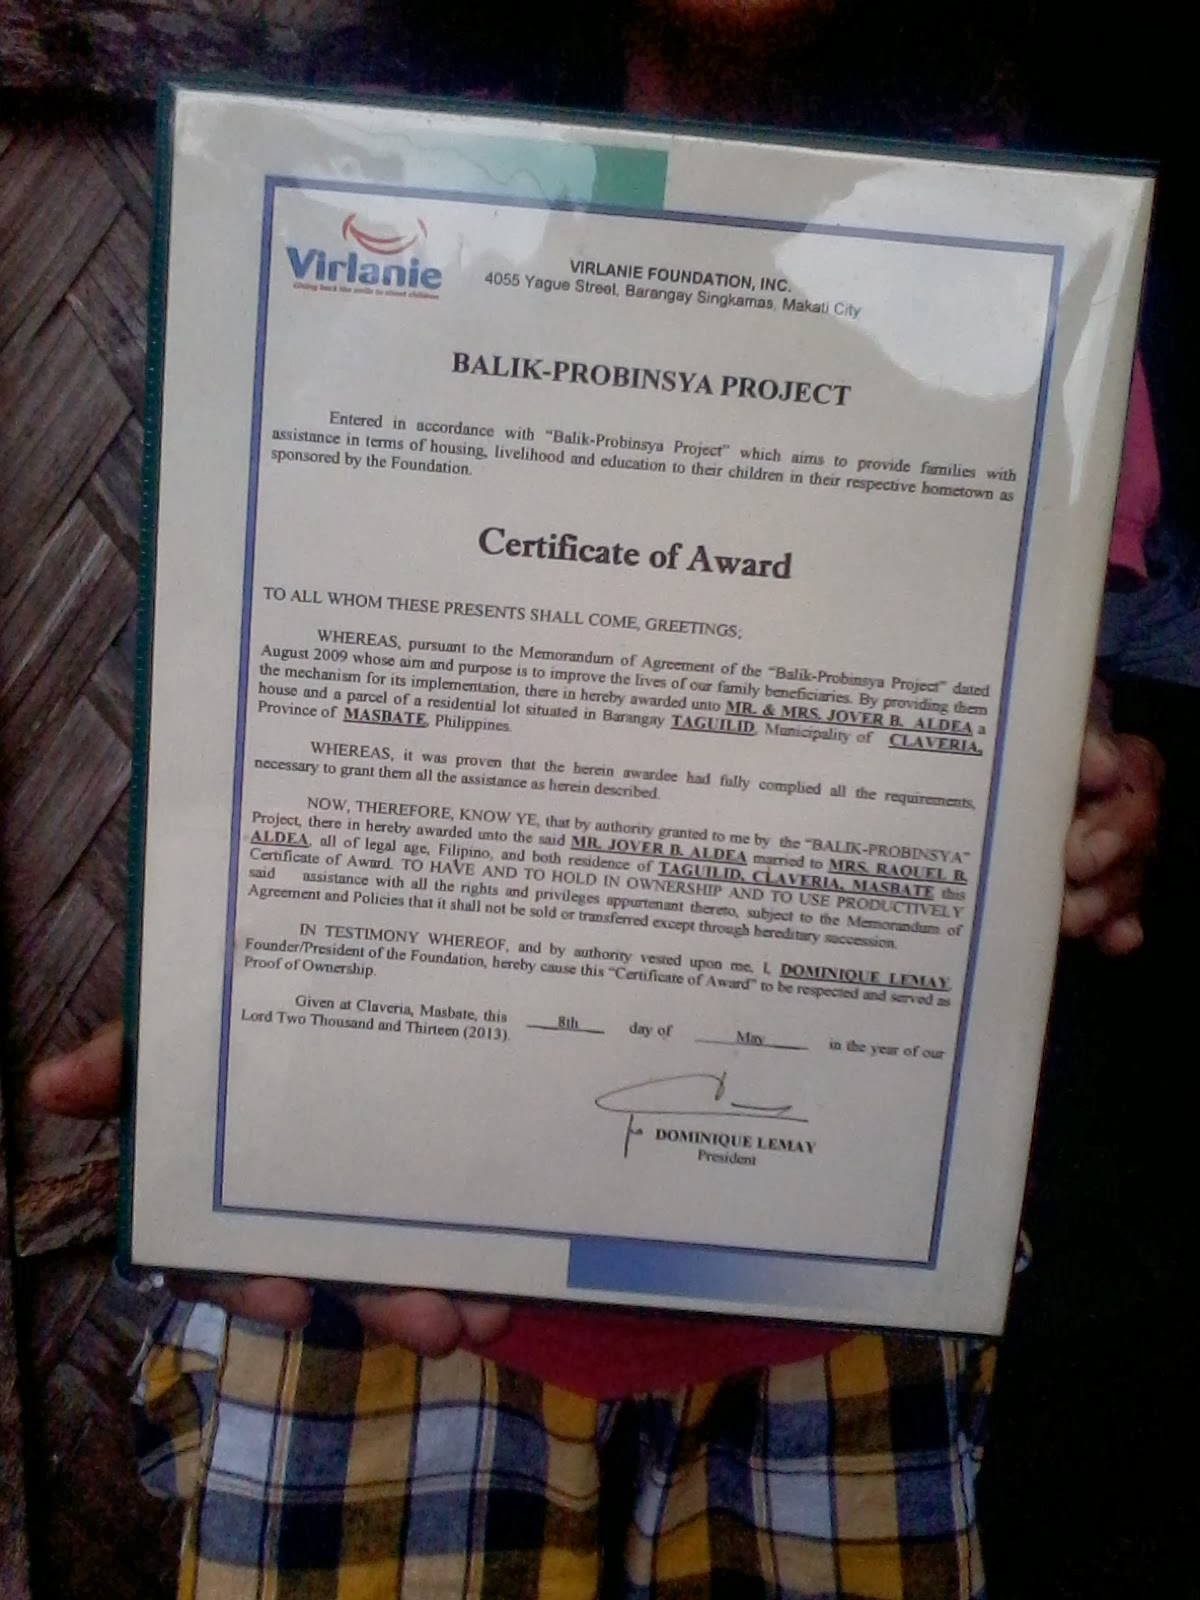 Virlanie
Giving back the smile to street children
VIRLANIE FOUNDATION, INC.
4055 Yague Street, Barangay Singkamas, Makati City
BALIK-PROBINSYA PROJECT
Entered in accordance with “Balik-Probinsya Project” which aims to provide families with
assistance in terms of housing, livelihood and education to their children in their respective hometown as
sponsored by the Foundation.
Certificate of Award
TO ALL WHOM THESE PRESENTS SHALL COME, GREETINGS;
WHEREAS, pursuant to the Memorandum of Agreement of the “Balik-Probinsya Project” dated
August 2009 whose aim and purpose is to improve the lives of our family beneficiaries. By providing them
the mechanism for its implementation, there in hereby awarded unto MR. & MRS. JOVER B. ALDEA a
house and a parcel of a residential lot situated in Barangay TAGUILID, Municipality of CLAVERIA,
Province of MASBATE, Philippines.
WHEREAS, it was proven that the herein awardee had fully complied all the requirements,
necessary to grant them all the assistance as herein described.
NOW, THEREFORE, KNOW YE, that by authority granted to me by the “BALIK-PROBINSYA”
Project, there in hereby awarded unto the said MR. JOVER B. ALDEA married to MRS. RAQUEL B.
ALDEA, all of legal age, Filipino, and both residence of TAGUILID, CLAVERIA, MASBATE this
Certificate of Award. TO HAVE AND TO HOLD IN OWNERSHIP AND TO USE PRODUCTIVELY
said assistance with all the rights and privileges appurtenant thereto, subject to the Memorandum of
Agreement and Policies that it shall not be sold or transferred except through hereditary succession.
IN TESTIMONY WHEREOF, and by authority vested upon me, I, DOMINIQUE LEMAY,
Founder/President of the Foundation, hereby cause this “Certificate of Award” to be respected and served as
Proof of Ownership.
Given at Claveria, Masbate, this 8th day of May in the year of our
Lord Two Thousand and Thirteen (2013).
DOMINIQUE LEMAY
President